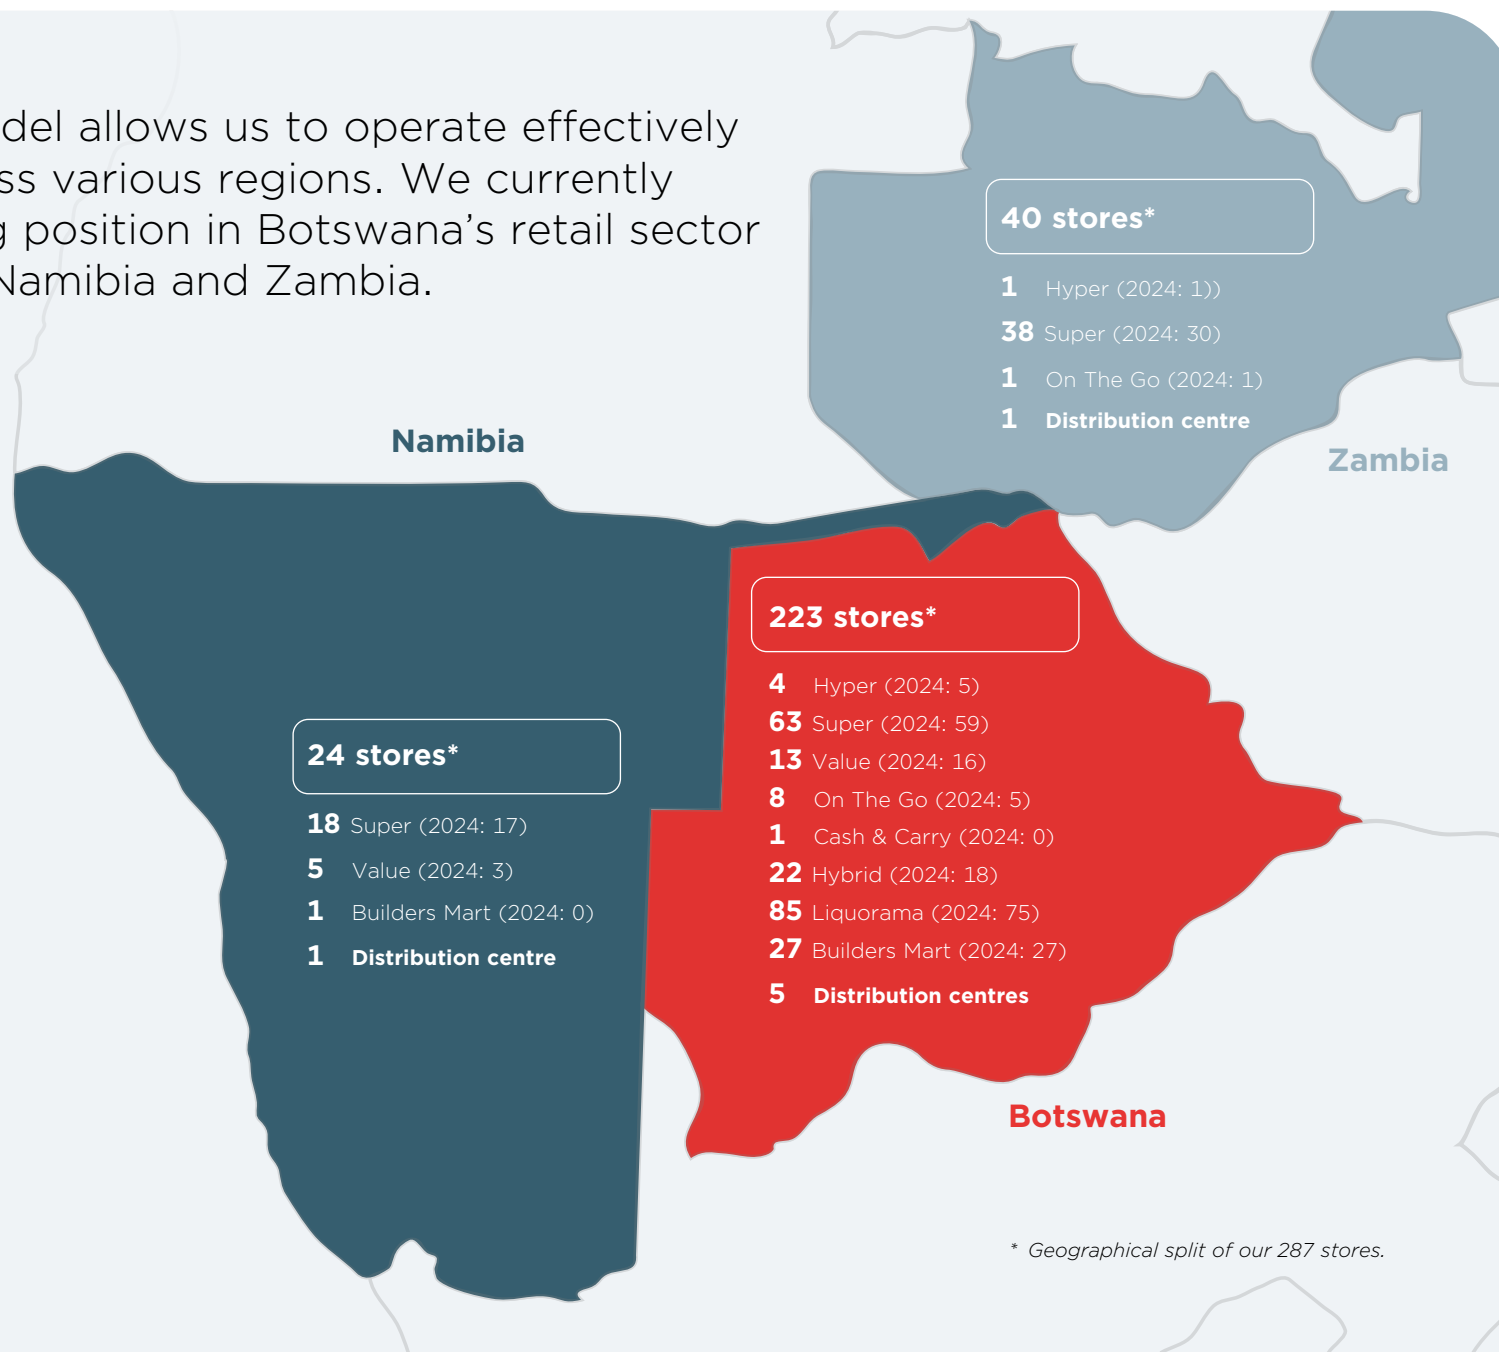 del allows us to operate effectively
ss various regions. We currently
g position in Botswana's retail sector
Namibia and Zambia.
40 stores*
1 Hyper (2024: 1))
38 Super (2024: 30)
1 On The Go (2024: 1)
1 Distribution centre
Zambia
Namibia
24 stores*
18 Super (2024: 17)
5 Value (2024: 3)
1 Builders Mart (2024: 0)
1 Distribution centre
223 stores*
4 Hyper (2024: 5)
63 Super (2024: 59)
13 Value (2024: 16)
8 On The Go (2024: 5)
1 Cash & Carry (2024: 0)
22 Hybrid (2024: 18)
85 Liquorama (2024: 75)
27 Builders Mart (2024: 27)
5 Distribution centres
Botswana
* Geographical split of our 287 stores.